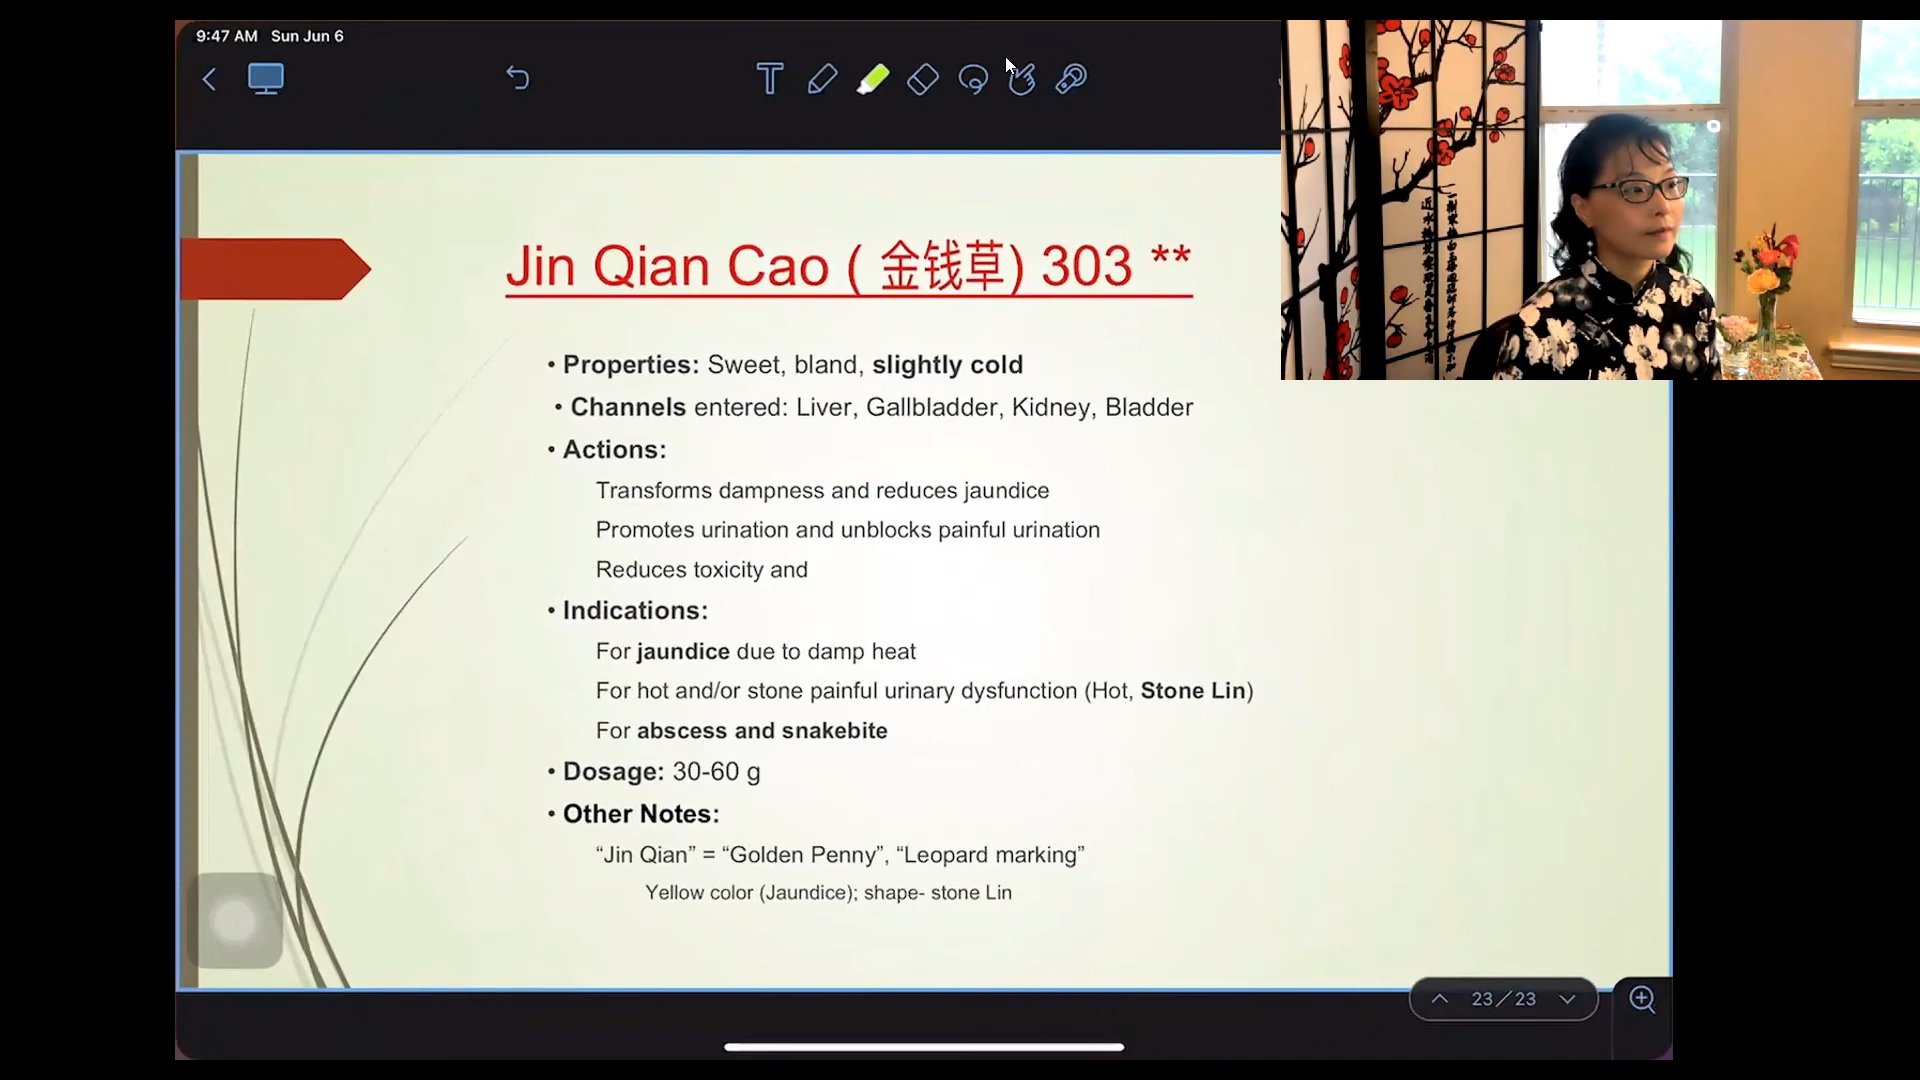 9:47 AM Sun Jun 6
Jin Qian Cao ( 金钱草) 303 **
• Properties: Sweet, bland, slightly cold
• Channels entered: Liver, Gallbladder, Kidney, Bladder
• Actions:
Transforms dampness and reduces jaundice
Promotes urination and unblocks painful urination
Reduces toxicity and
• Indications:
For jaundice due to damp heat
For hot and/or stone painful urinary dysfunction (Hot, Stone Lin)
For abscess and snakebite
• Dosage: 30-60 g
• Other Notes:
“Jin Qian” = “Golden Penny”, “Leopard marking”
Yellow color (Jaundice); shape- stone Lin
23/23